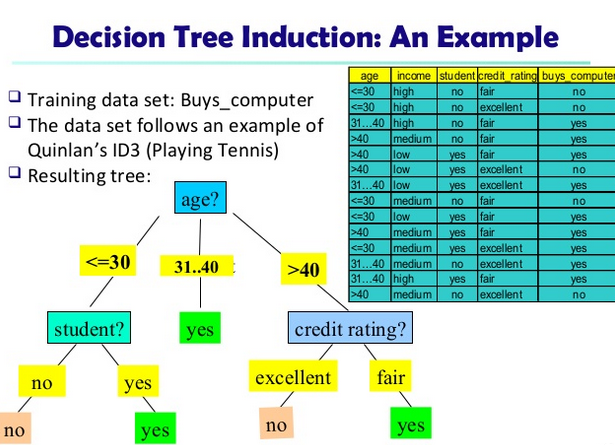 Decision Tree Induction: An Example
Training data set: Buys_computer
The data set follows an example of
Quinlan's ID3 (Playing Tennis)
Resulting tree:
age income student credit_rating buys_computer
<=30 high no fair no
<=30 high no excellent no
31…40 high no fair yes
>40 medium no fair yes
>40 low yes fair yes
>40 low yes excellent no
31…40 low yes excellent yes
<=30 medium no fair no
<=30 low yes fair yes
>40 medium yes fair yes
<=30 medium yes excellent yes
31…40 medium no excellent yes
31…40 high yes fair yes
>40 medium no excellent no
age?
<=30
31..40
>40
student?
yes
credit rating?
no
yes
excellent
fair
no
yes
no
yes